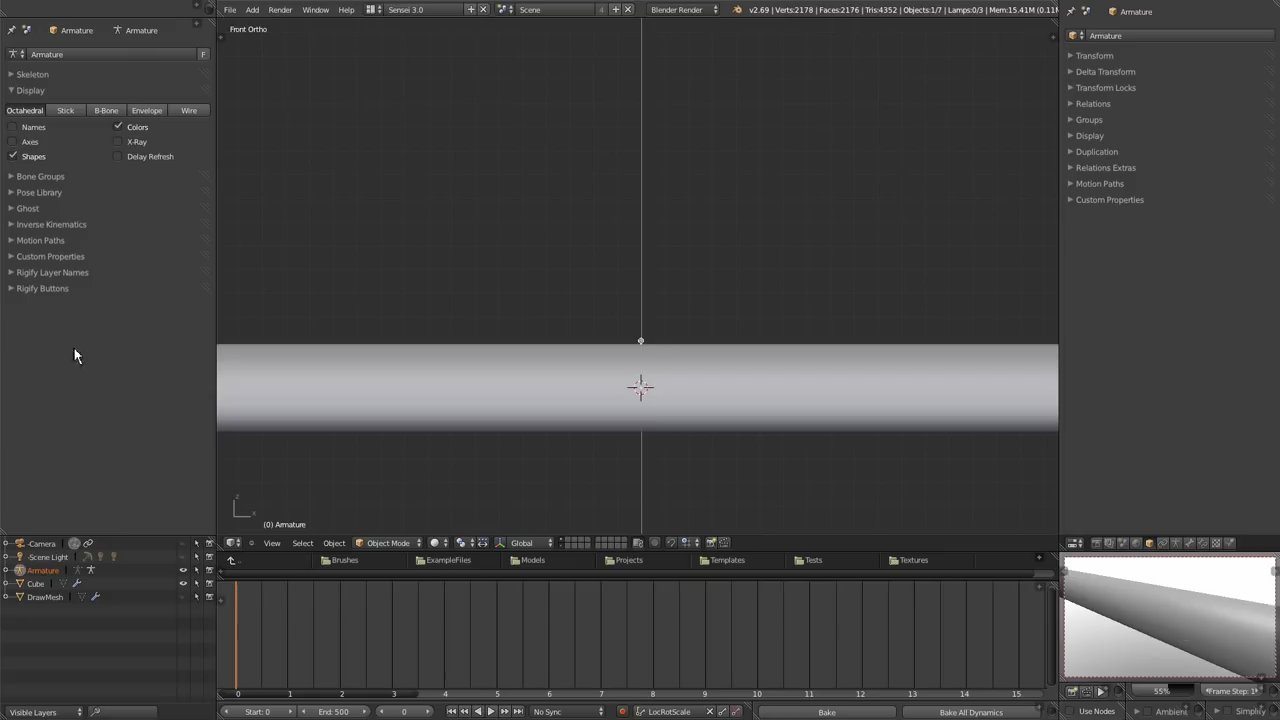 File Add Render Window Help Sensei 3.0 Scene 4 Blender Render v2.69 | Verts:2178 | Faces:2176 | Tris:4352 | Objects:1/7 | Lamps:0/3 | Mem:15.41M (0.11M
Armature Armature
Armature F
Skeleton
Display
Octahedral Stick B-Bone Envelope Wire
Names Colors
Axes X-Ray
Shapes Delay Refresh
Bone Groups
Pose Library
Ghost
Inverse Kinematics
Motion Paths
Custom Properties
Rigify Layer Names
Rigify Buttons
Front Ortho
z
x
(0) Armature
Armature
Armature
Transform
Delta Transform
Transform Locks
Relations
Groups
Display
Duplication
Relations Extras
Motion Paths
Custom Properties
View Select Object Object Mode Global
Camera
Scene Light
Armature
Cube
DrawMesh
.. Brushes ExampleFiles Models Projects Templates Tests Textures
0 1 2 3 4 5 6 7 8 9 10 11 12 13 14 15
55% Frame Step: 1
Visible Layers Start: 0 End: 500 0 No Sync LocRotScale Bake Bake All Dynamics Use Nodes Ambient Simplify